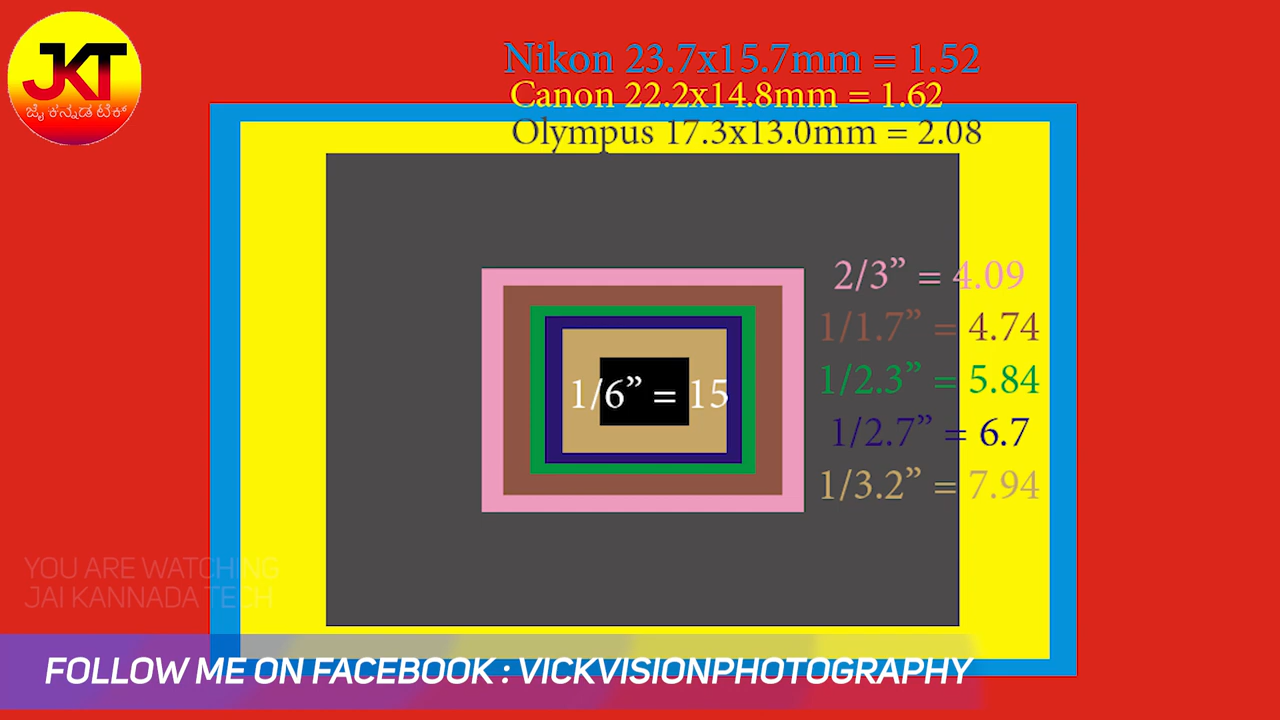 JKT
ಜೈ ಕನ್ನಡ ಟೆಕ್
Nikon 23.7x15.7mm = 1.52
Canon 22.2x14.8mm = 1.62
Olympus 17.3x13.0mm = 2.08
2/3” = 4.09
1/1.7” = 4.74
1/2.3” = 5.84
1/6” = 15
1/2.7” = 6.7
1/3.2” = 7.94
YOU ARE WATCHING
JAI KANNADA TECH
FOLLOW ME ON FACEBOOK : VICKVISIONPHOTOGRAPHY